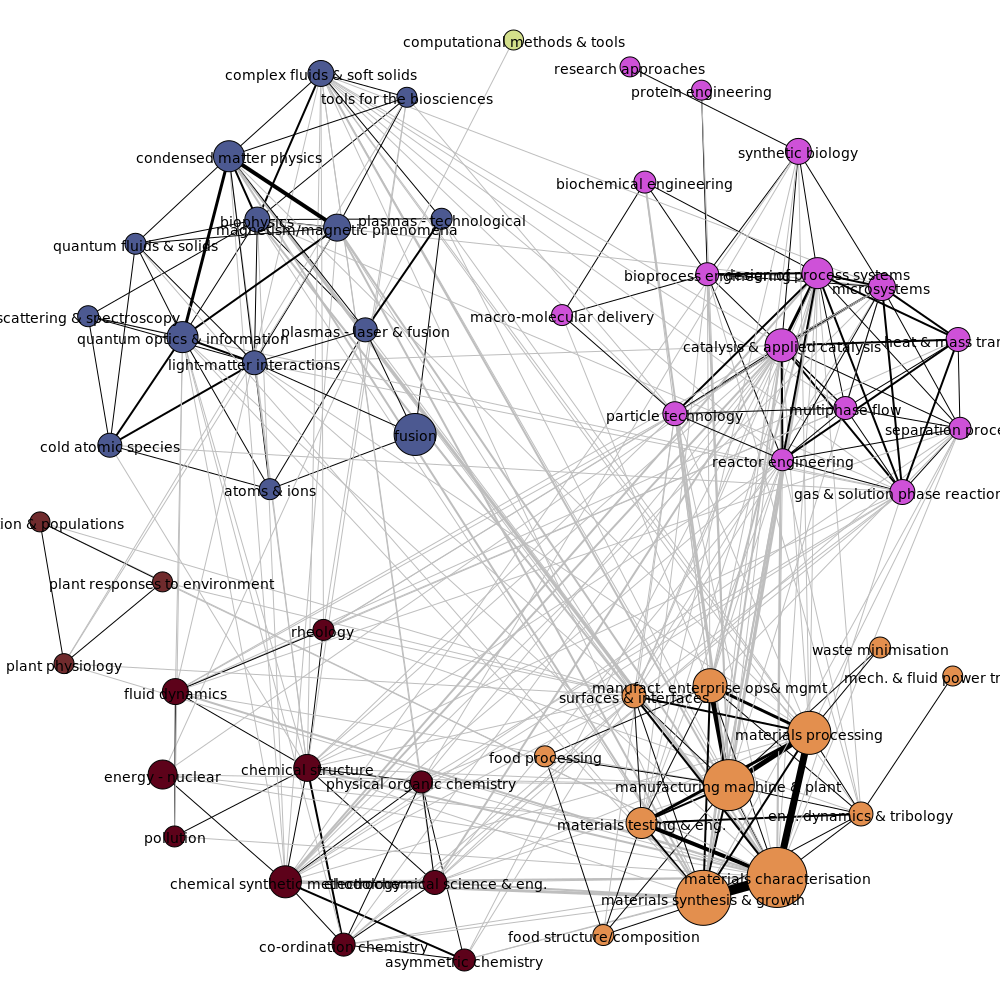 computational methods & tools
research approaches
complex fluids & soft solids
protein engineering
tools for the biosciences
synthetic biology
condensed matter physics
biochemical engineering
plasmas - technological
biophysics
magnetism/magnetic phenomena
quantum fluids & solids
bioprocess engineering
design of process systems
microsystems
scattering & spectroscopy
macro-molecular delivery
plasmas - laser & fusion
quantum optics & information
heat & mass tran
catalysis & applied catalysis
light-matter interactions
multiphase flow
particle technology
separation proce
fusion
cold atomic species
reactor engineering
atoms & ions
gas & solution phase reaction
ion & populations
plant responses to environment
rheology
waste minimisation
plant physiology
mech. & fluid power tr
manufact. enterprise ops& mgmt
fluid dynamics
surfaces & interfaces
materials processing
food processing
chemical structure
energy - nuclear
physical organic chemistry
manufacturing machine & plant
dynamics & tribology
materials testing & eng.
pollution
materials characterisation
chemical synthetic methodology
electrochemical science & eng.
materials synthesis & growth
food structure/composition
co-ordination chemistry
asymmetric chemistry